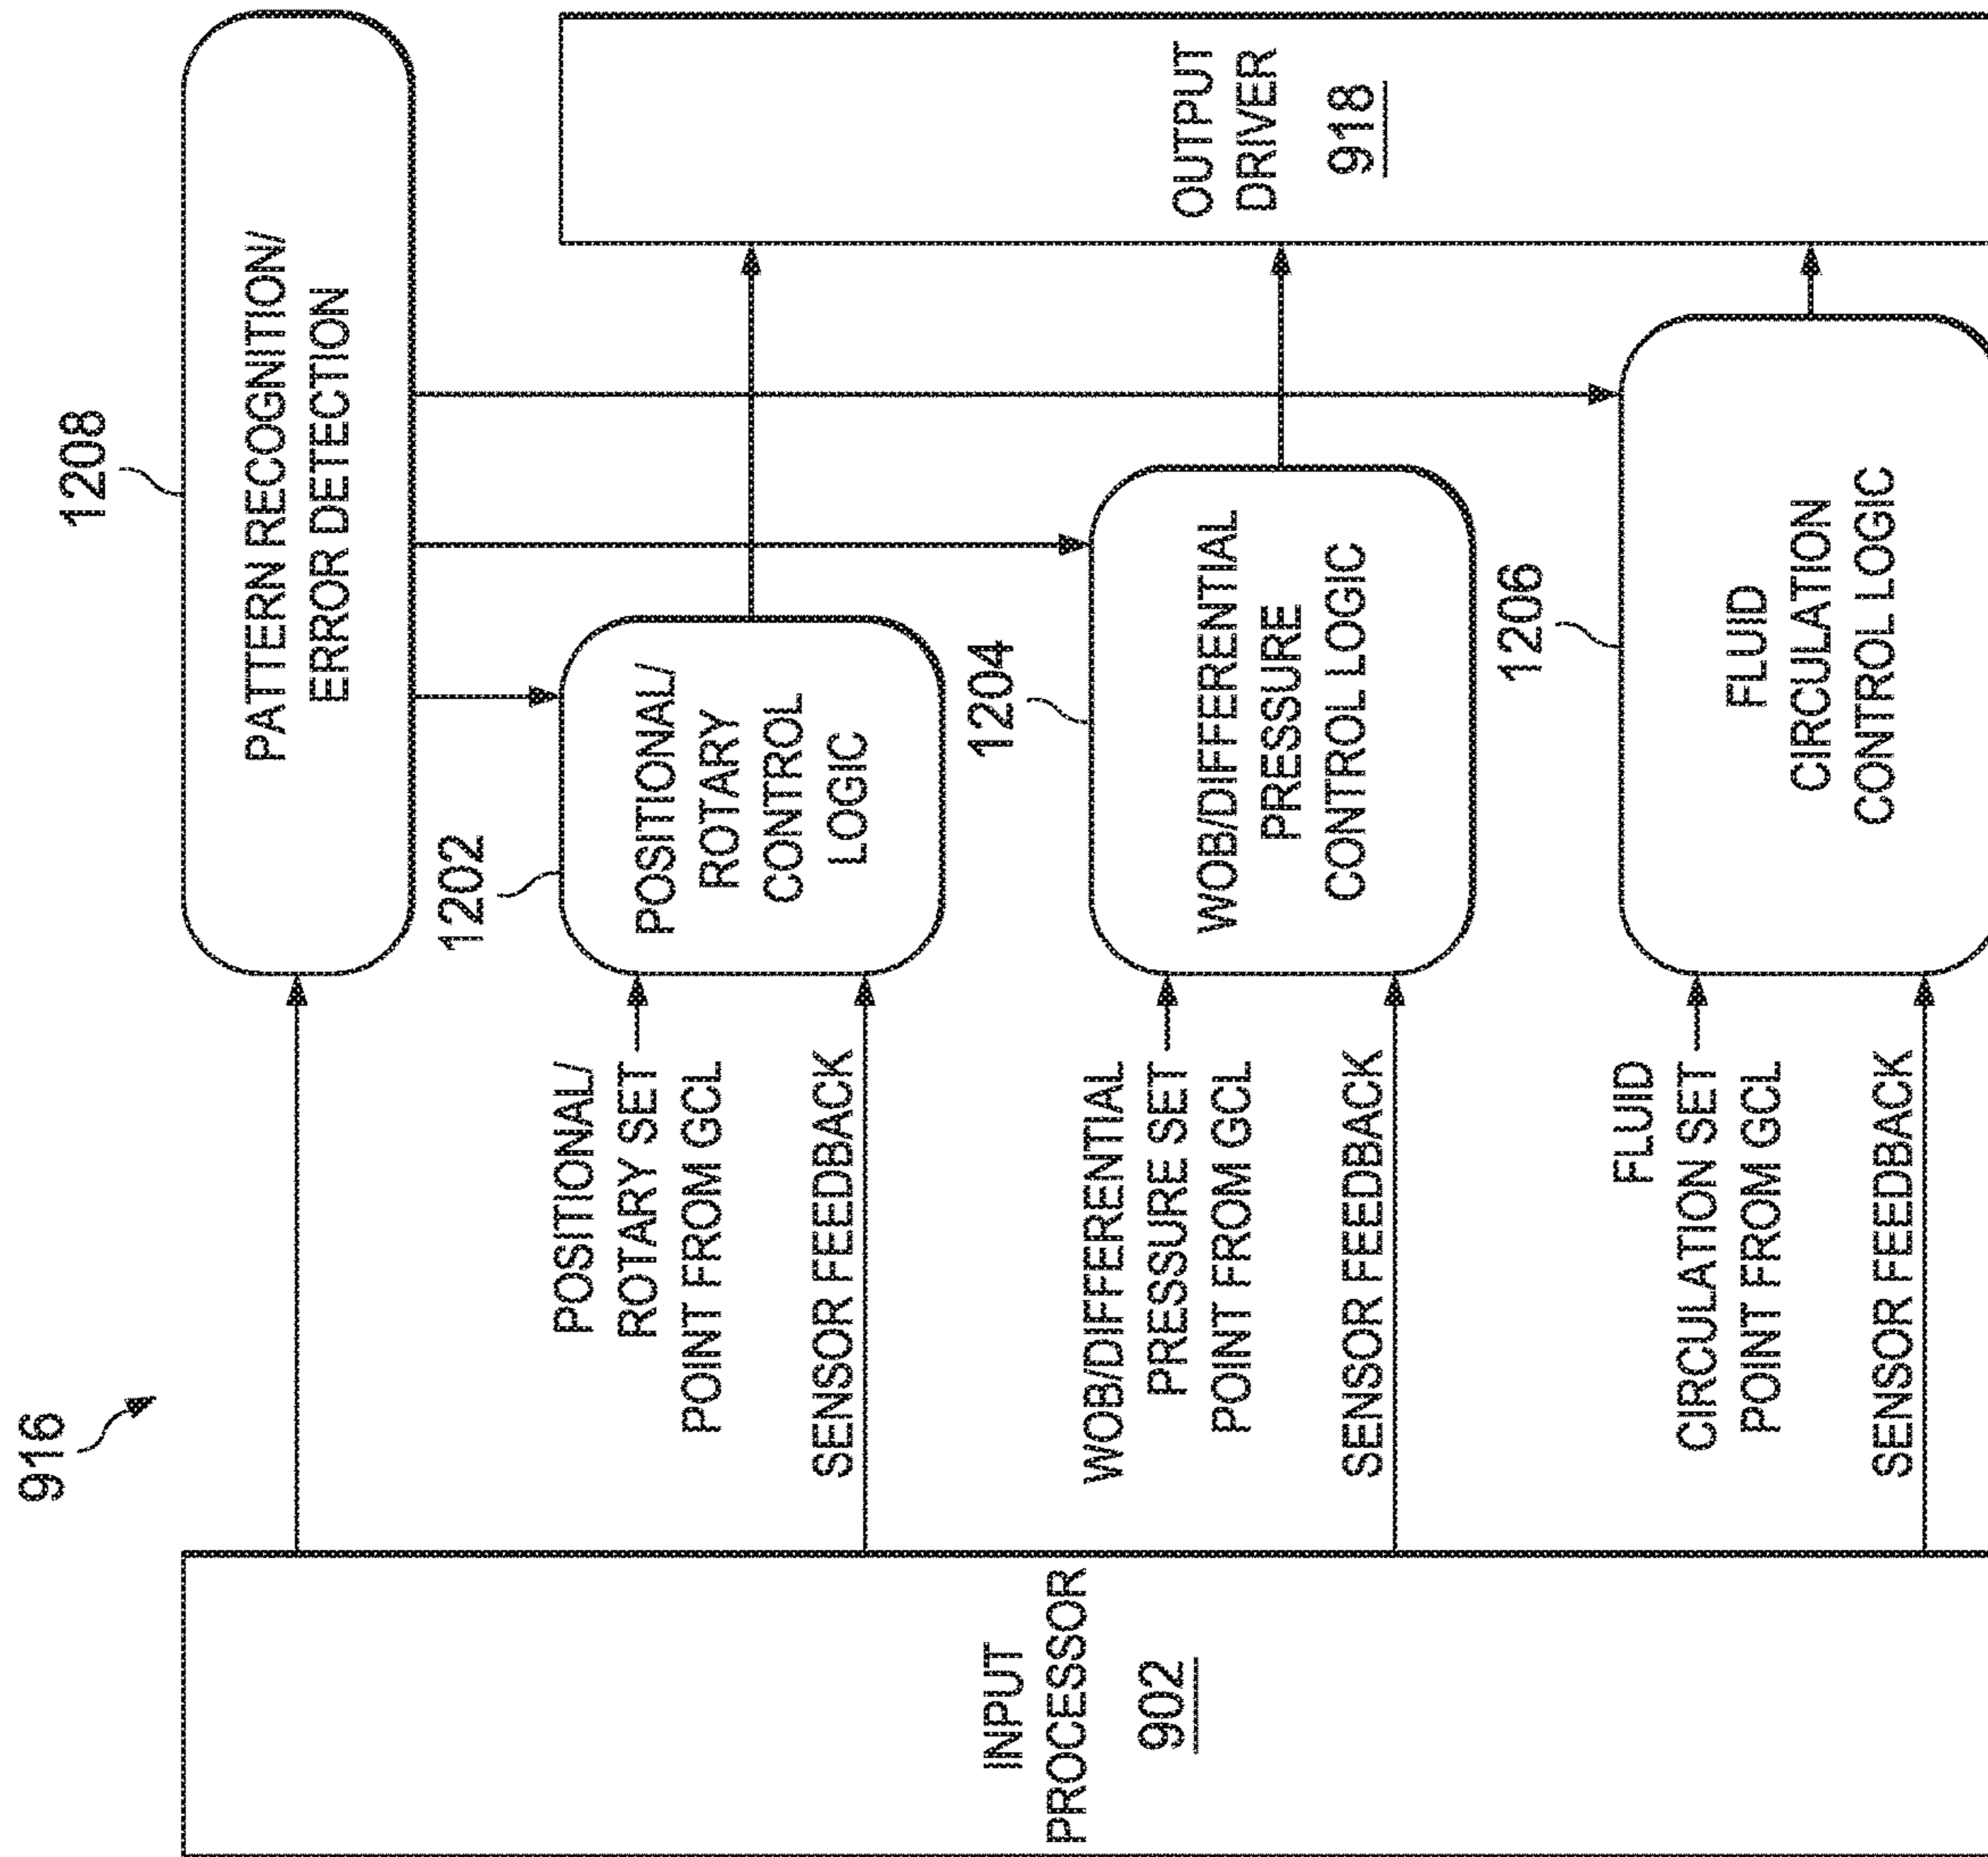 916
1208
PATTERN RECOGNITION/
ERROR DETECTION
INPUT
PROCESSOR
902
POSITIONAL/
ROTARY SET
POINT FROM GCL
SENSOR FEEDBACK
1202
POSITIONAL/
ROTARY
CONTROL
LOGIC
WOB/DIFFERENTIAL
PRESSURE SET
POINT FROM GCL
SENSOR FEEDBACK
1204
WOB/DIFFERENTIAL
PRESSURE
CONTROL LOGIC
FLUID
CIRCULATION SET
POINT FROM GCL
SENSOR FEEDBACK
1206
FLUID
CIRCULATION
CONTROL LOGIC
OUTPUT
DRIVER
918